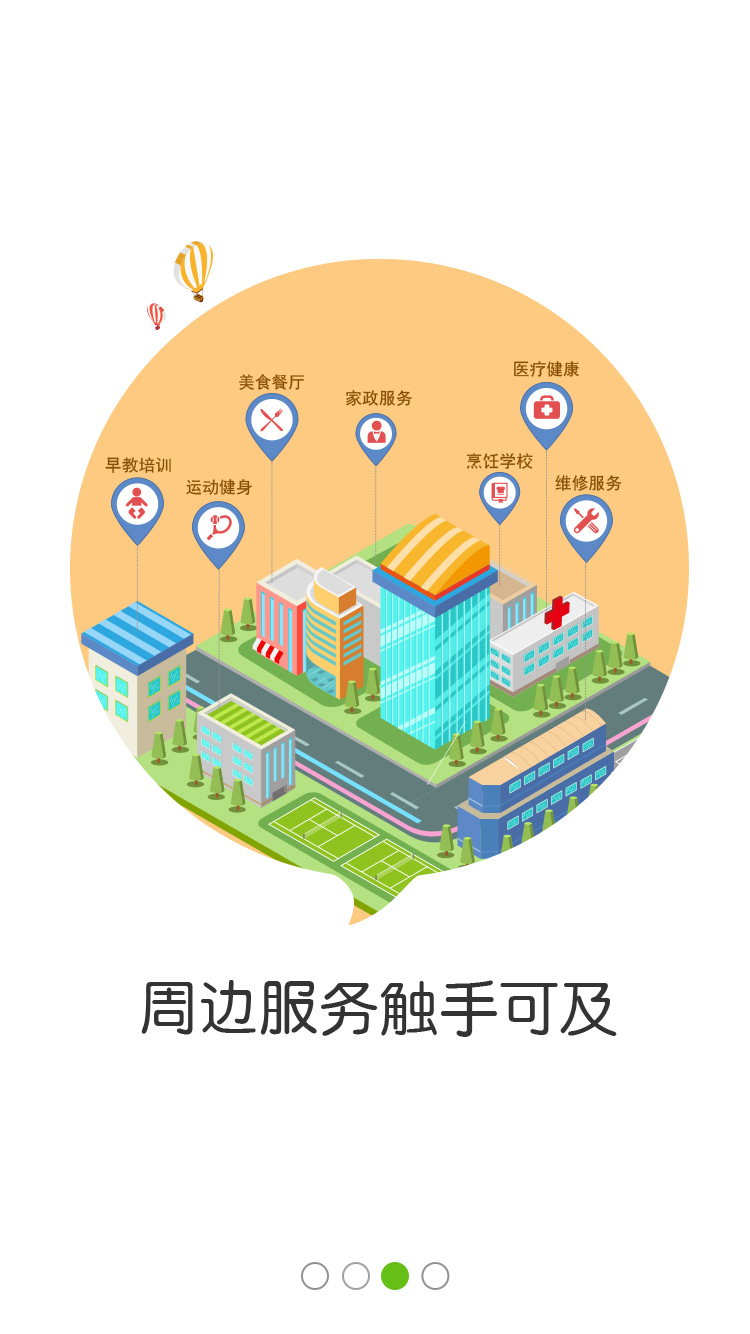 医疗健康
美食餐厅
家政服务
早教培训
运动健身
烹饪学校
维修服务
周边服务触手可及